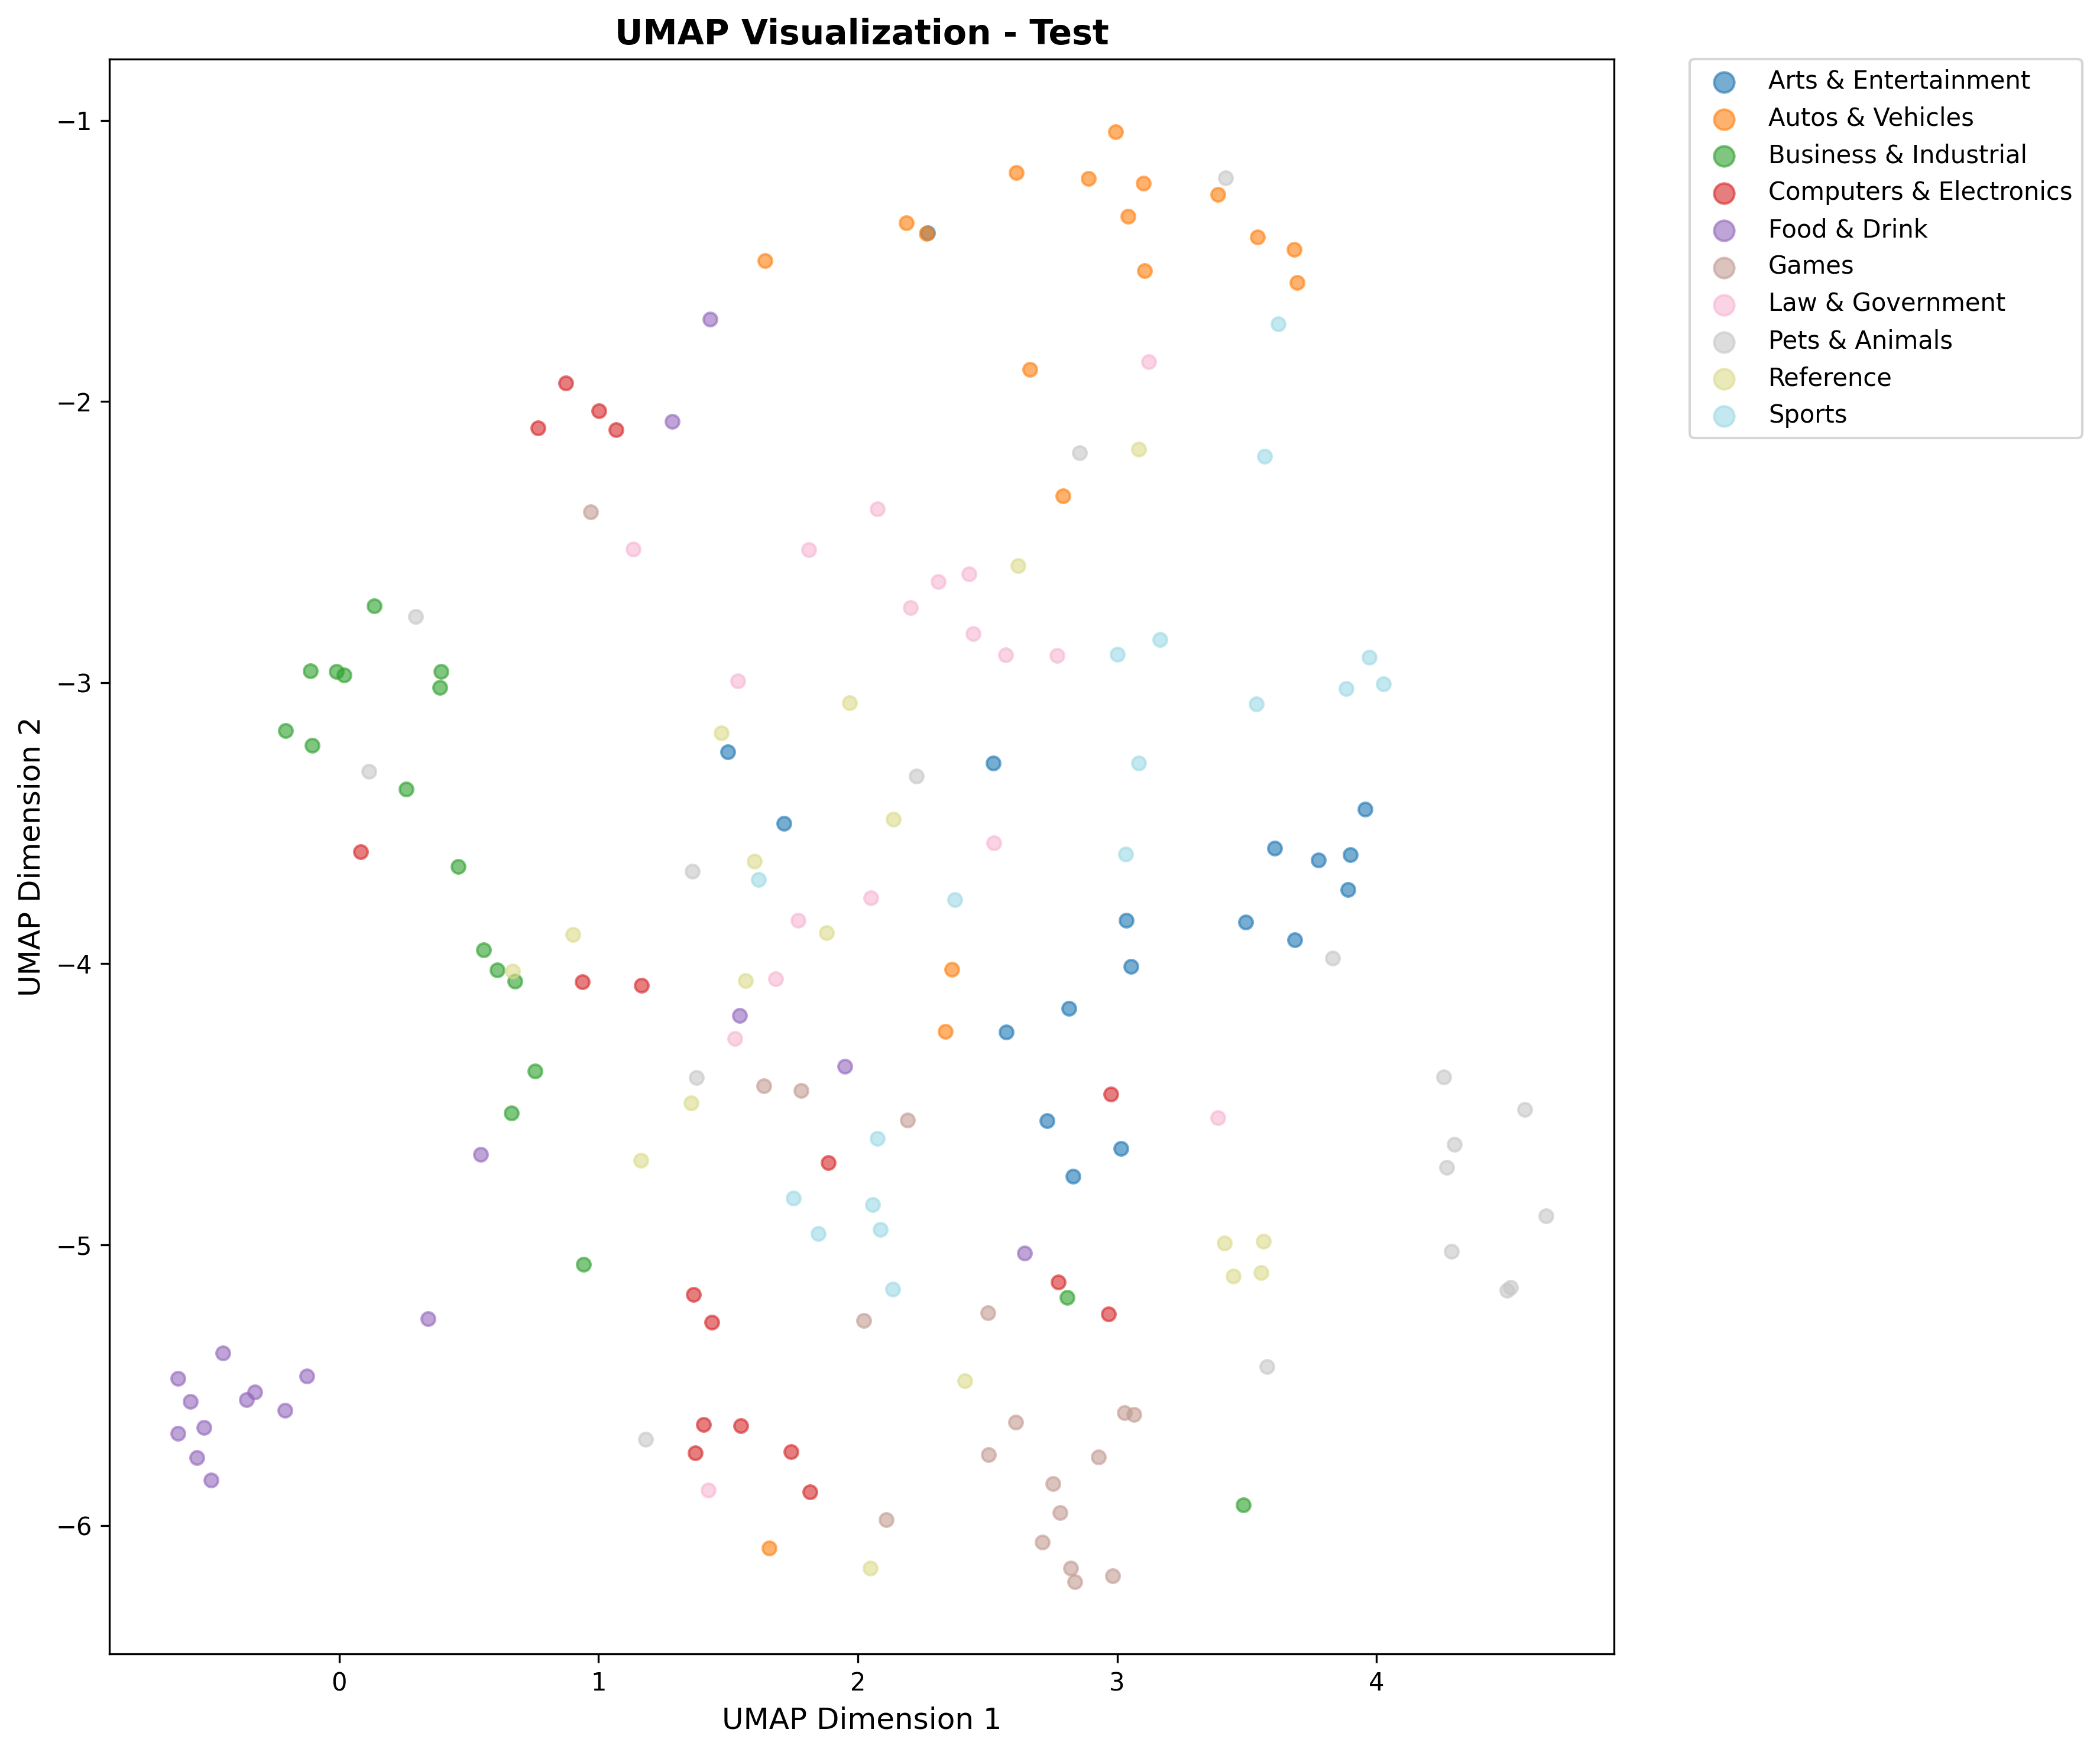 UMAP Visualization - Test
Arts & Entertainment
Autos & Vehicles
Business & Industrial
Computers & Electronics
Food & Drink
Games
Law & Government
Pets & Animals
Reference
Sports
UMAP Dimension 2
−1
−2
−3
−4
−5
−6
0
1
2
3
4
UMAP Dimension 1